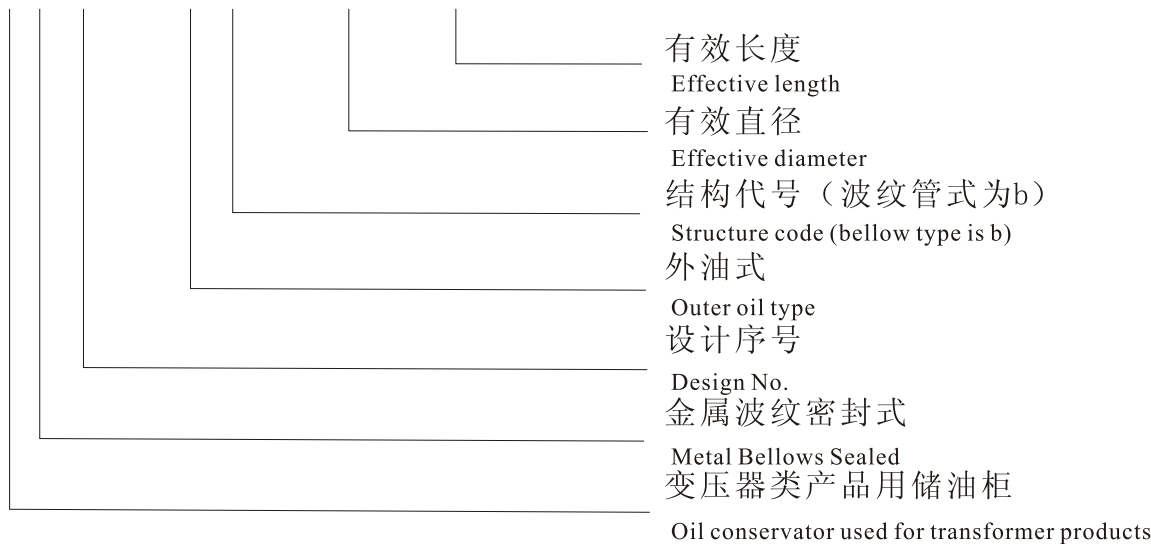 有效长度
Effective length
有效直径
Effective diameter
结构代号（波纹管式为b）
Structure code (bellow type is b)
外油式
Outer oil type
设计序号
Design No.
金属波纹密封式
Metal Bellows Sealed
变压器类产品用储油柜
Oil conservator used for transformer products